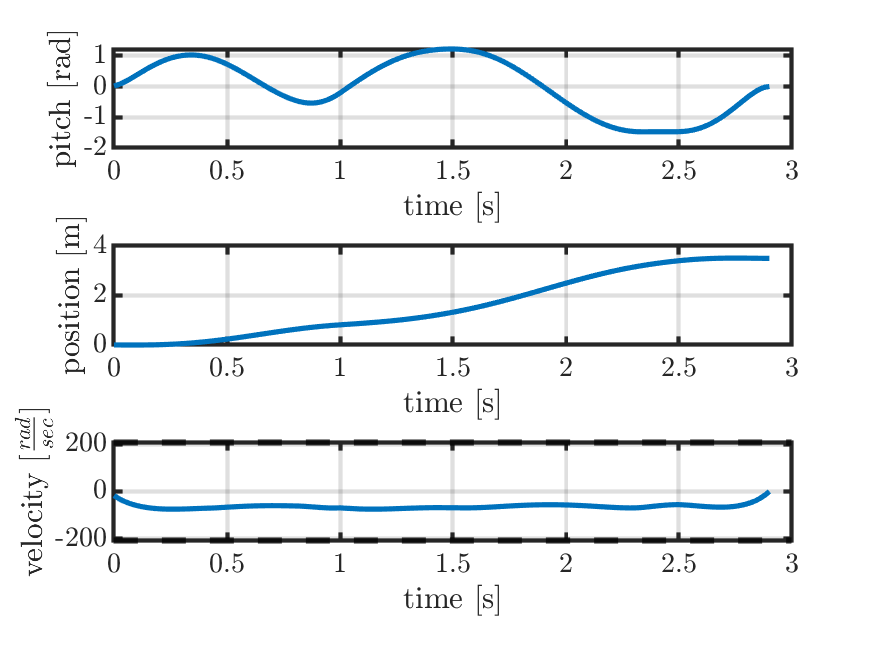 pitch [rad]
1
0
-1
-2
0 0.5 1 1.5 2 2.5 3
time [s]
position [m]
4
2
0
0 0.5 1 1.5 2 2.5 3
time [s]
velocity [rad/sec]
200
0
-200
0 0.5 1 1.5 2 2.5 3
time [s]